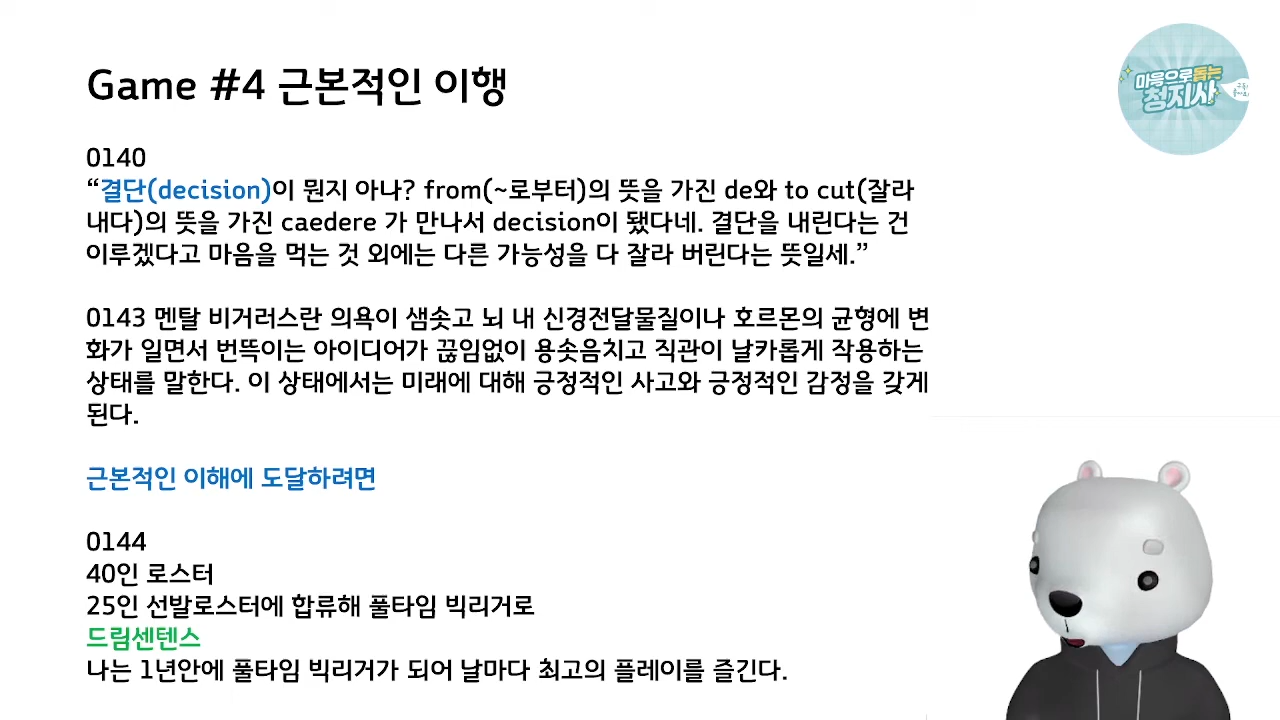 Game #4 근본적인 이행
마음으로돕는
청지사
0140
“결단(decision)이 뭔지 아나? from(~로부터)의 뜻을 가진 de와 to cut(잘라
내다)의 뜻을 가진 caedere 가 만나서 decision이 됐다네. 결단을 내린다는 건
이루겠다고 마음을 먹는 것 외에는 다른 가능성을 다 잘라 버린다는 뜻일세.”
0143 멘탈 비거러스란 의욕이 샘솟고 뇌 내 신경전달물질이나 호르몬의 균형에 변
화가 일면서 번뜩이는 아이디어가 끊임없이 용솟음치고 직관이 날카롭게 작용하는
상태를 말한다. 이 상태에서는 미래에 대해 긍정적인 사고와 긍정적인 감정을 갖게
된다.
근본적인 이해에 도달하려면
0144
40인 로스터
25인 선발로스터에 합류해 풀타임 빅리거로
드림센텐스
나는 1년안에 풀타임 빅리거가 되어 날마다 최고의 플레이를 즐긴다.